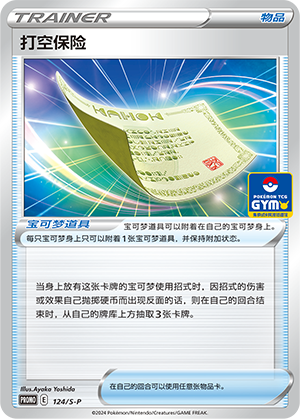 TRAINER
物品
打空保险
POKÉMON TCG
GYM
宝可梦道具
宝可梦道具可以附着在自己的宝可梦身上。
每只宝可梦身上只可以附着1张宝可梦道具，并保持附加状态。
当身上放有这张卡牌的宝可梦使用招式时，因招式的伤害
或效果自己抛掷硬币而出现反面的话，则在自己的回合结
束时，从自己的牌库上方抽取3张卡牌。
Illus.Ayaka Yoshida
PROMO E 124/S-P
在自己的回合可以使用任意张物品卡。
©2024 Pokémon/Nintendo/Creatures/GAME FREAK.